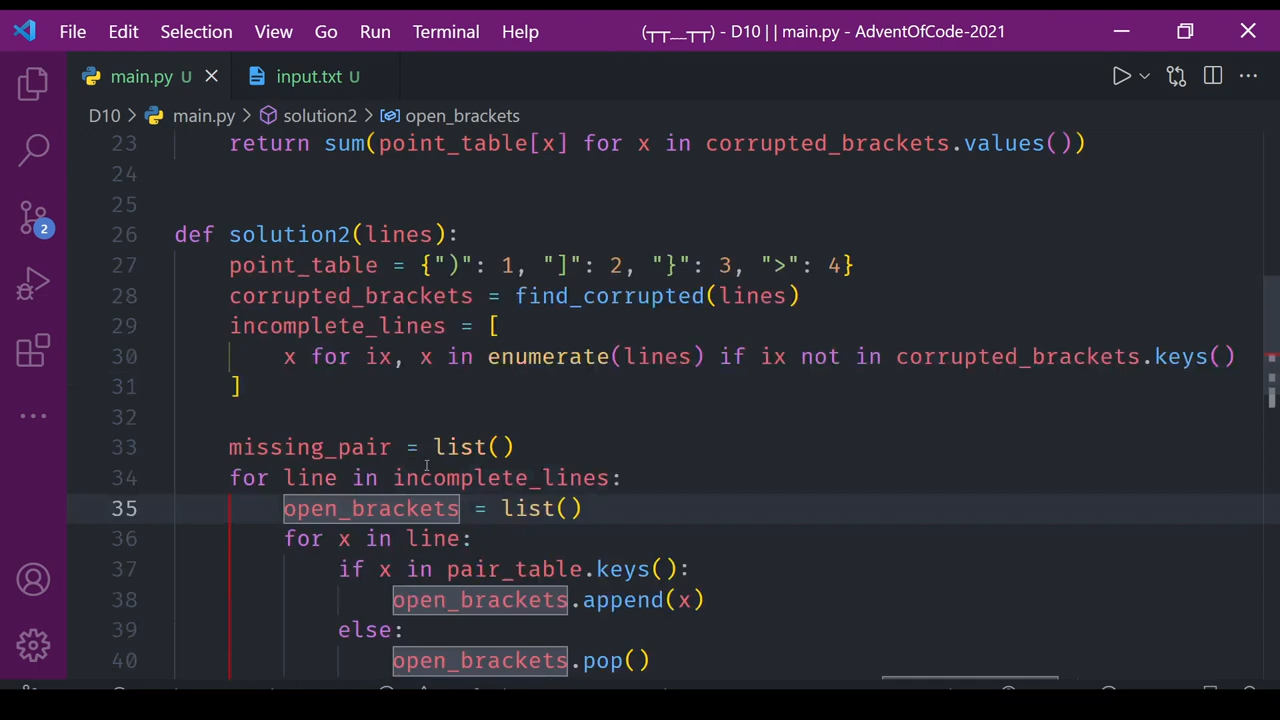 File Edit Selection View Go Run Terminal Help (┬┬__┬┬) - D10 | | main.py - AdventOfCode-2021
main.py U input.txt U
D10 > main.py > solution2 > open_brackets
23 return sum(point_table[x] for x in corrupted_brackets.values())
24
25
26 def solution2(lines):
27 point_table = {")": 1, "]": 2, "}": 3, ">": 4}
28 corrupted_brackets = find_corrupted(lines)
29 incomplete_lines = [
30 x for ix, x in enumerate(lines) if ix not in corrupted_brackets.keys()
31 ]
32
33 missing_pair = list()
34 for line in incomplete_lines:
35 open_brackets = list()
36 for x in line:
37 if x in pair_table.keys():
38 open_brackets.append(x)
39 else:
40 open_brackets.pop()
2